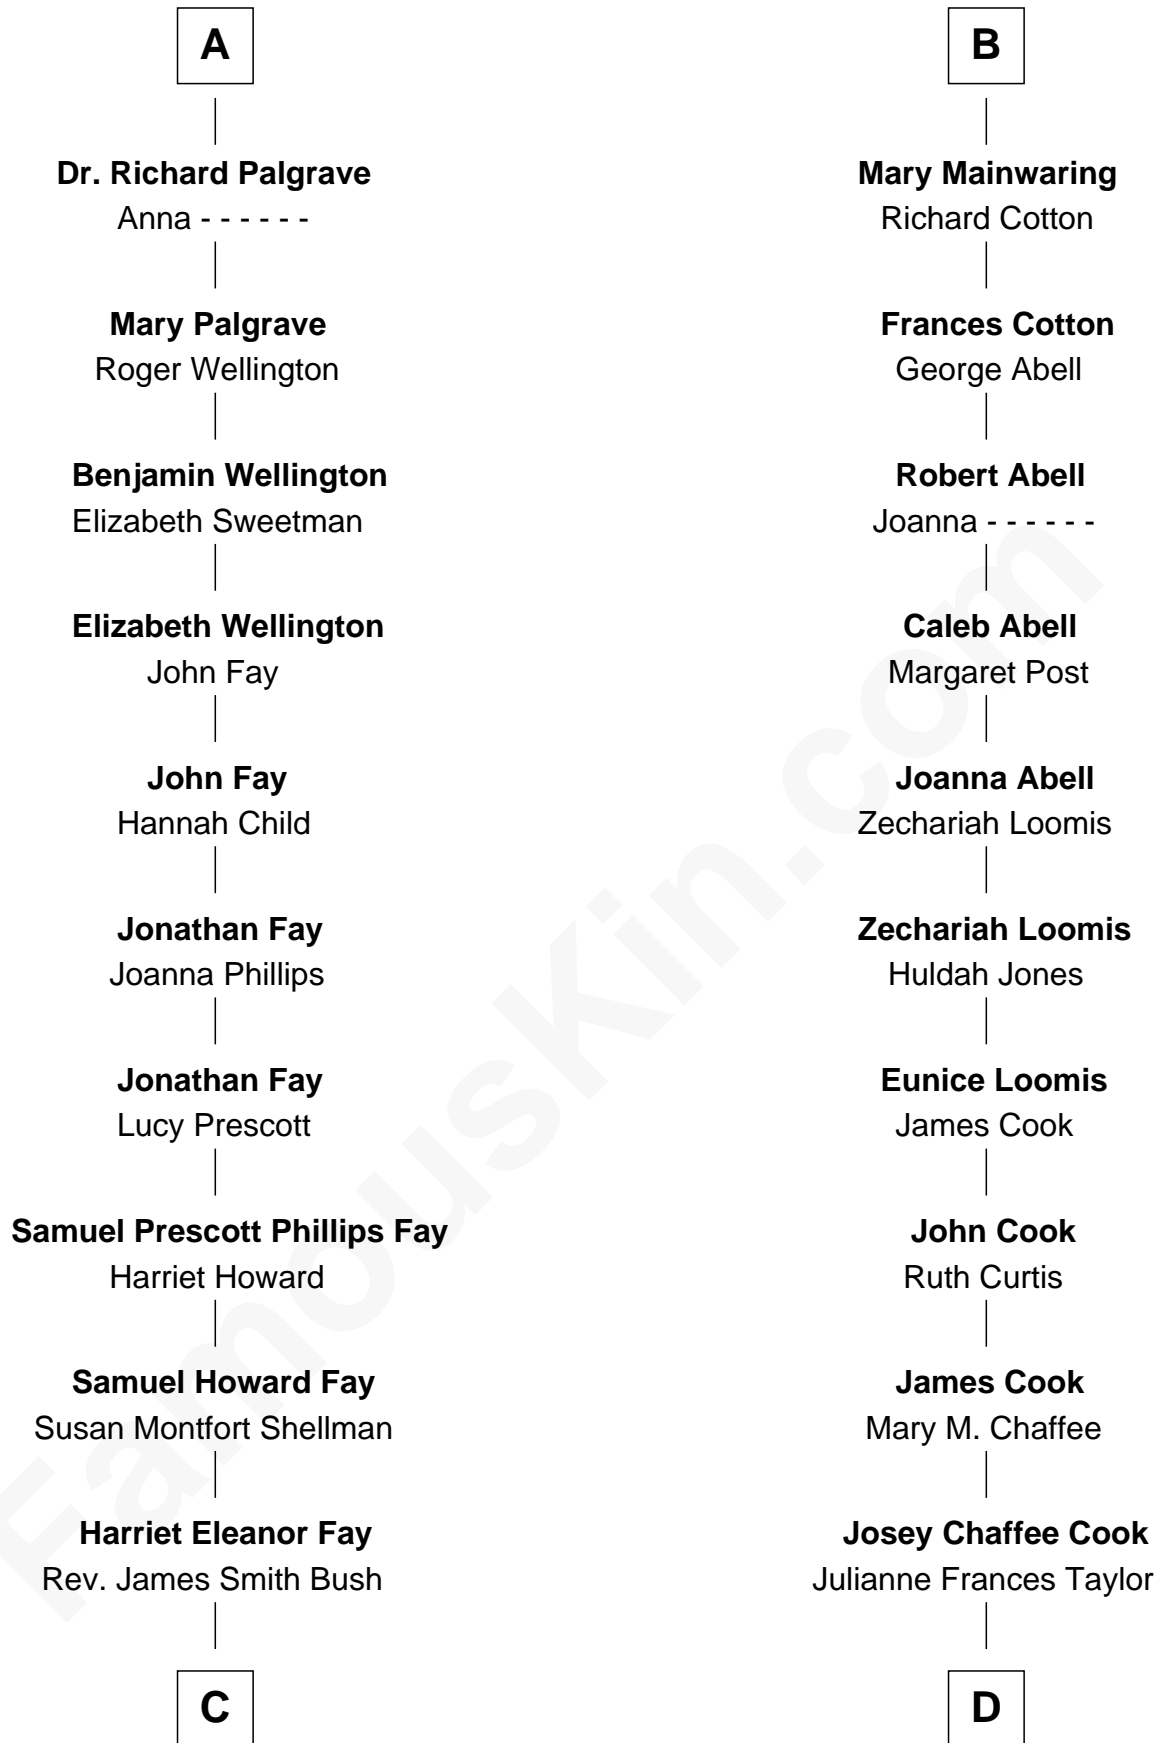 A
Dr. Richard Palgrave
Anna - - - - - -
Mary Palgrave
Roger Wellington
Benjamin Wellington
Elizabeth Sweetman
Elizabeth Wellington
John Fay
John Fay
Hannah Child
Jonathan Fay
Joanna Phillips
Jonathan Fay
Lucy Prescott
Samuel Prescott Phillips Fay
Harriet Howard
Samuel Howard Fay
Susan Montfort Shellman
Harriet Eleanor Fay
Rev. James Smith Bush
C
B
Mary Mainwaring
Richard Cotton
Frances Cotton
George Abell
Robert Abell
Joanna - - - - - -
Caleb Abell
Margaret Post
Joanna Abell
Zechariah Loomis
Zechariah Loomis
Huldah Jones
Eunice Loomis
James Cook
John Cook
Ruth Curtis
James Cook
Mary M. Chaffee
Josey Chaffee Cook
Julianne Frances Taylor
D
FamousKin.com